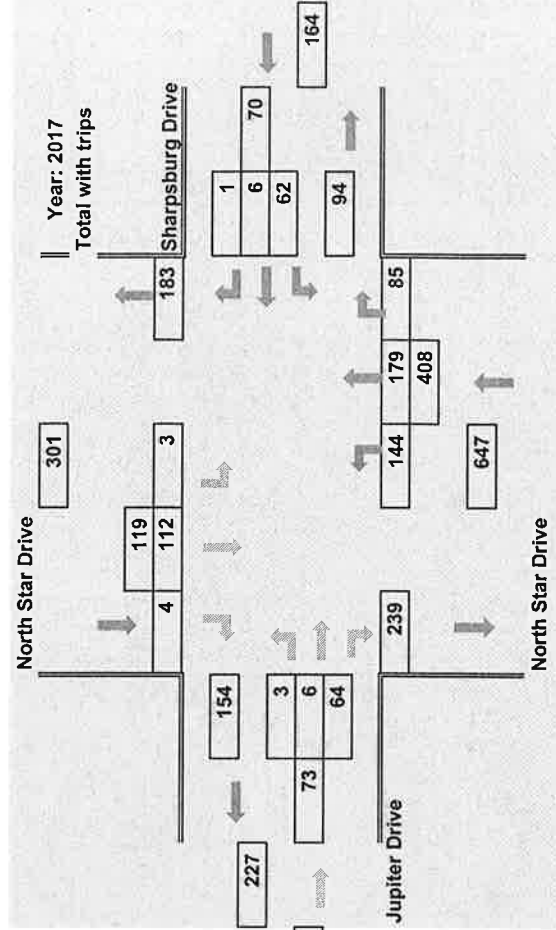 Year: 2017
Total with trips
North Star Drive
301
Sharpsburg Drive
119
4 112 3
183
154
227
3
73 6
64
1
6 70
62
94
164
Jupiter Drive
239
144 179 85
408
647
North Star Drive